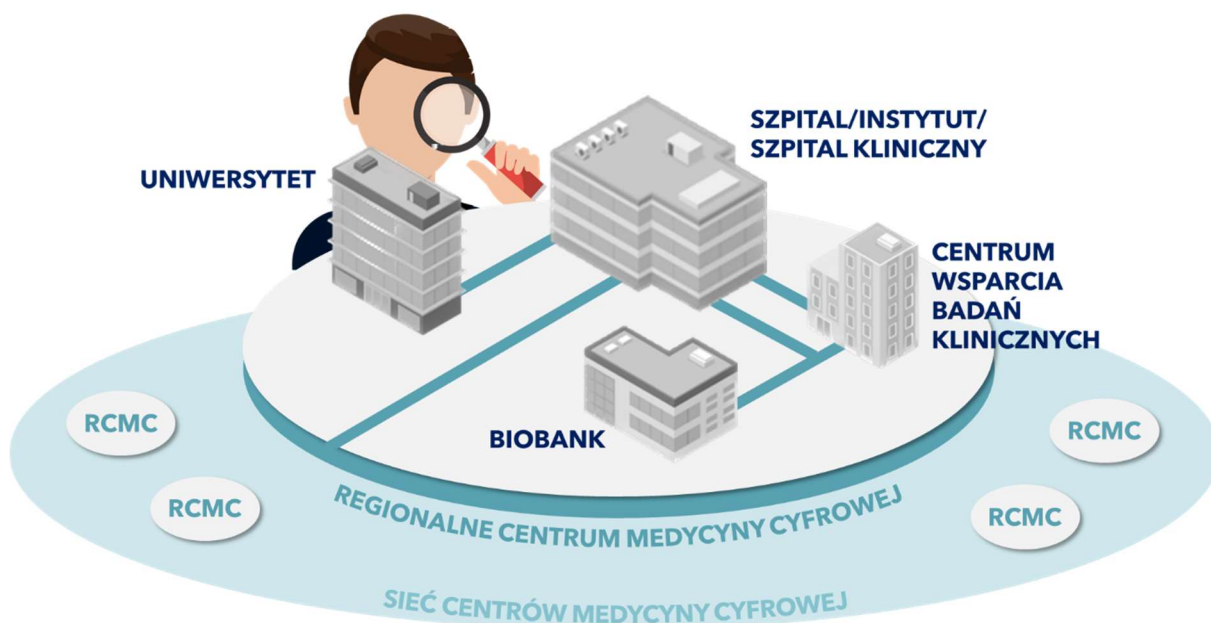 SZPITAL/INSTYTUT/
SZPITAL KLINICZNY
UNIWERSYTET
CENTRUM
WSPARCIA
BADAŃ
KLINICZNYCH
BIOBANK
RCMC
RCMC
RCMC
RCMC
REGIONALNE CENTRUM MEDYCYNY CYFROWEJ
SIEĆ CENTRÓW MEDYCYNY CYFROWEJ